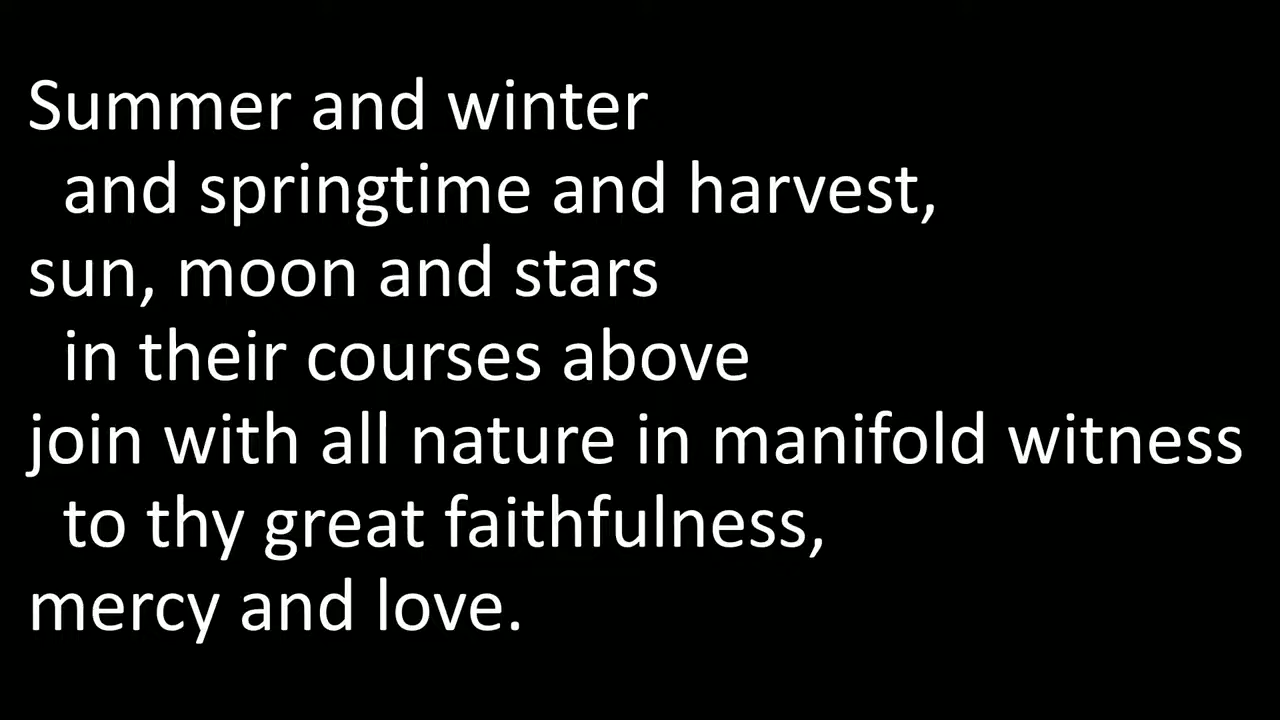 Summer and winter
and springtime and harvest,
sun, moon and stars
in their courses above
join with all nature in manifold witness
to thy great faithfulness,
mercy and love.